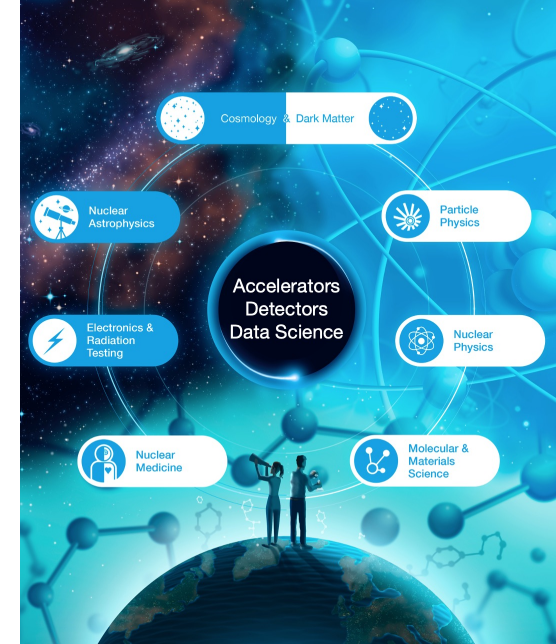 Cosmology & Dark Matter
Nuclear
Astrophysics
Particle
Physics
Accelerators
Detectors
Data Science
Electronics &
Radiation
Testing
Nuclear
Physics
Nuclear
Medicine
Molecular &
Materials
Science